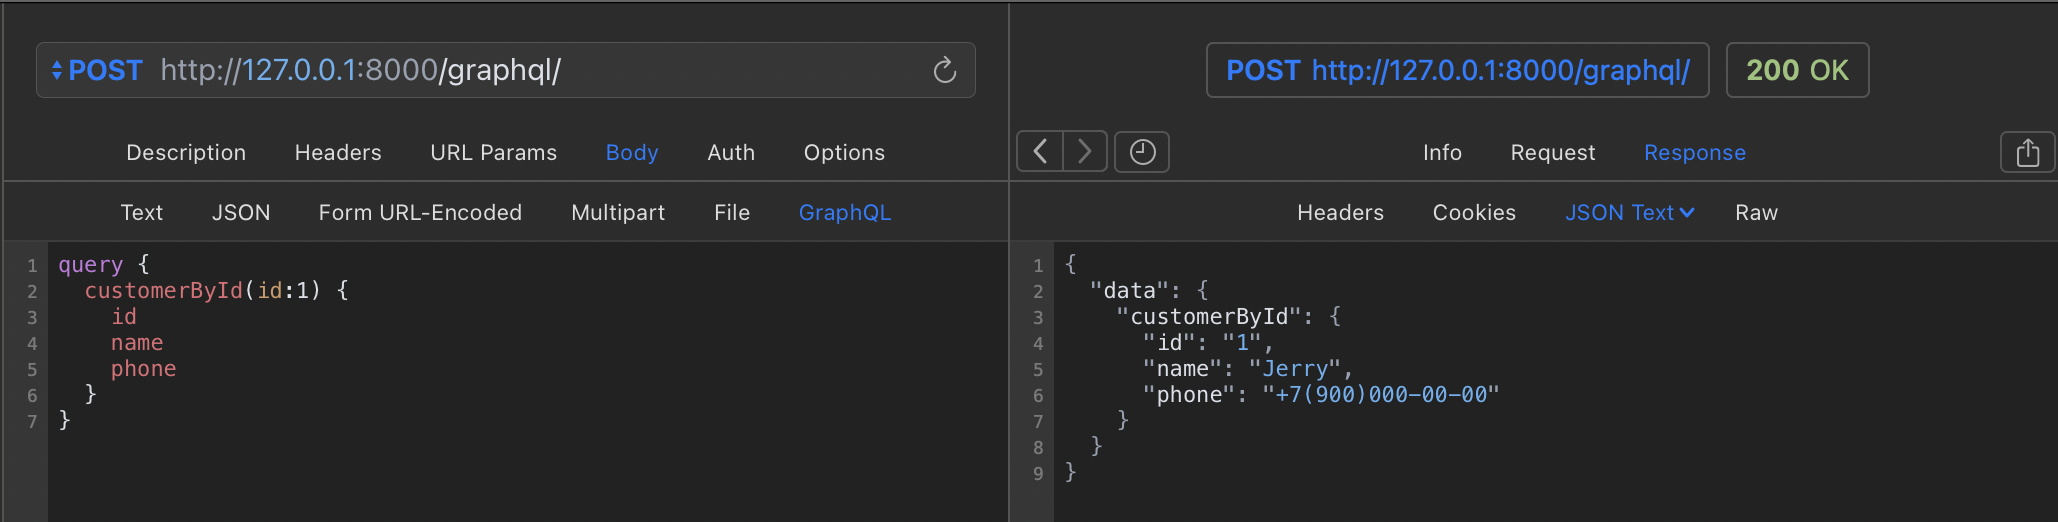 POST http://127.0.0.1:8000/graphql/
Description Headers URL Params Body Auth Options
Text JSON Form URL-Encoded Multipart File GraphQL
1 query {
2   customerById(id:1) {
3     id
4     name
5     phone
6   }
7 }
POST http://127.0.0.1:8000/graphql/ 200 OK
Info Request Response
Headers Cookies JSON Text Raw
1 {
2   "data": {
3     "customerById": {
4       "id": "1",
5       "name": "Jerry",
6       "phone": "+7(900)000-00-00"
7     }
8   }
9 }